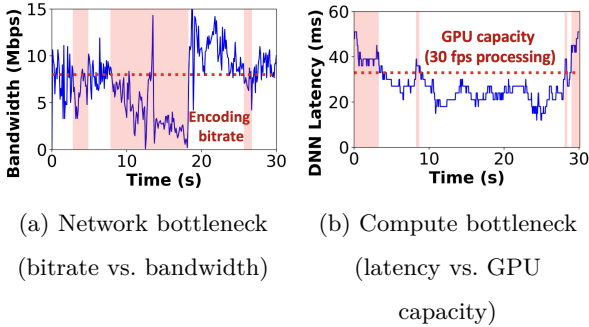 15
10
5
0
Bandwidth (Mbps)
Encoding
bitrate
0
10
20
30
Time (s)
(a) Network bottleneck
(bitrate vs. bandwidth)
60
40
20
0
DNN Latency (ms)
GPU capacity
(30 fps processing)
0
10
20
30
Time (s)
(b) Compute bottleneck
(latency vs. GPU
capacity)